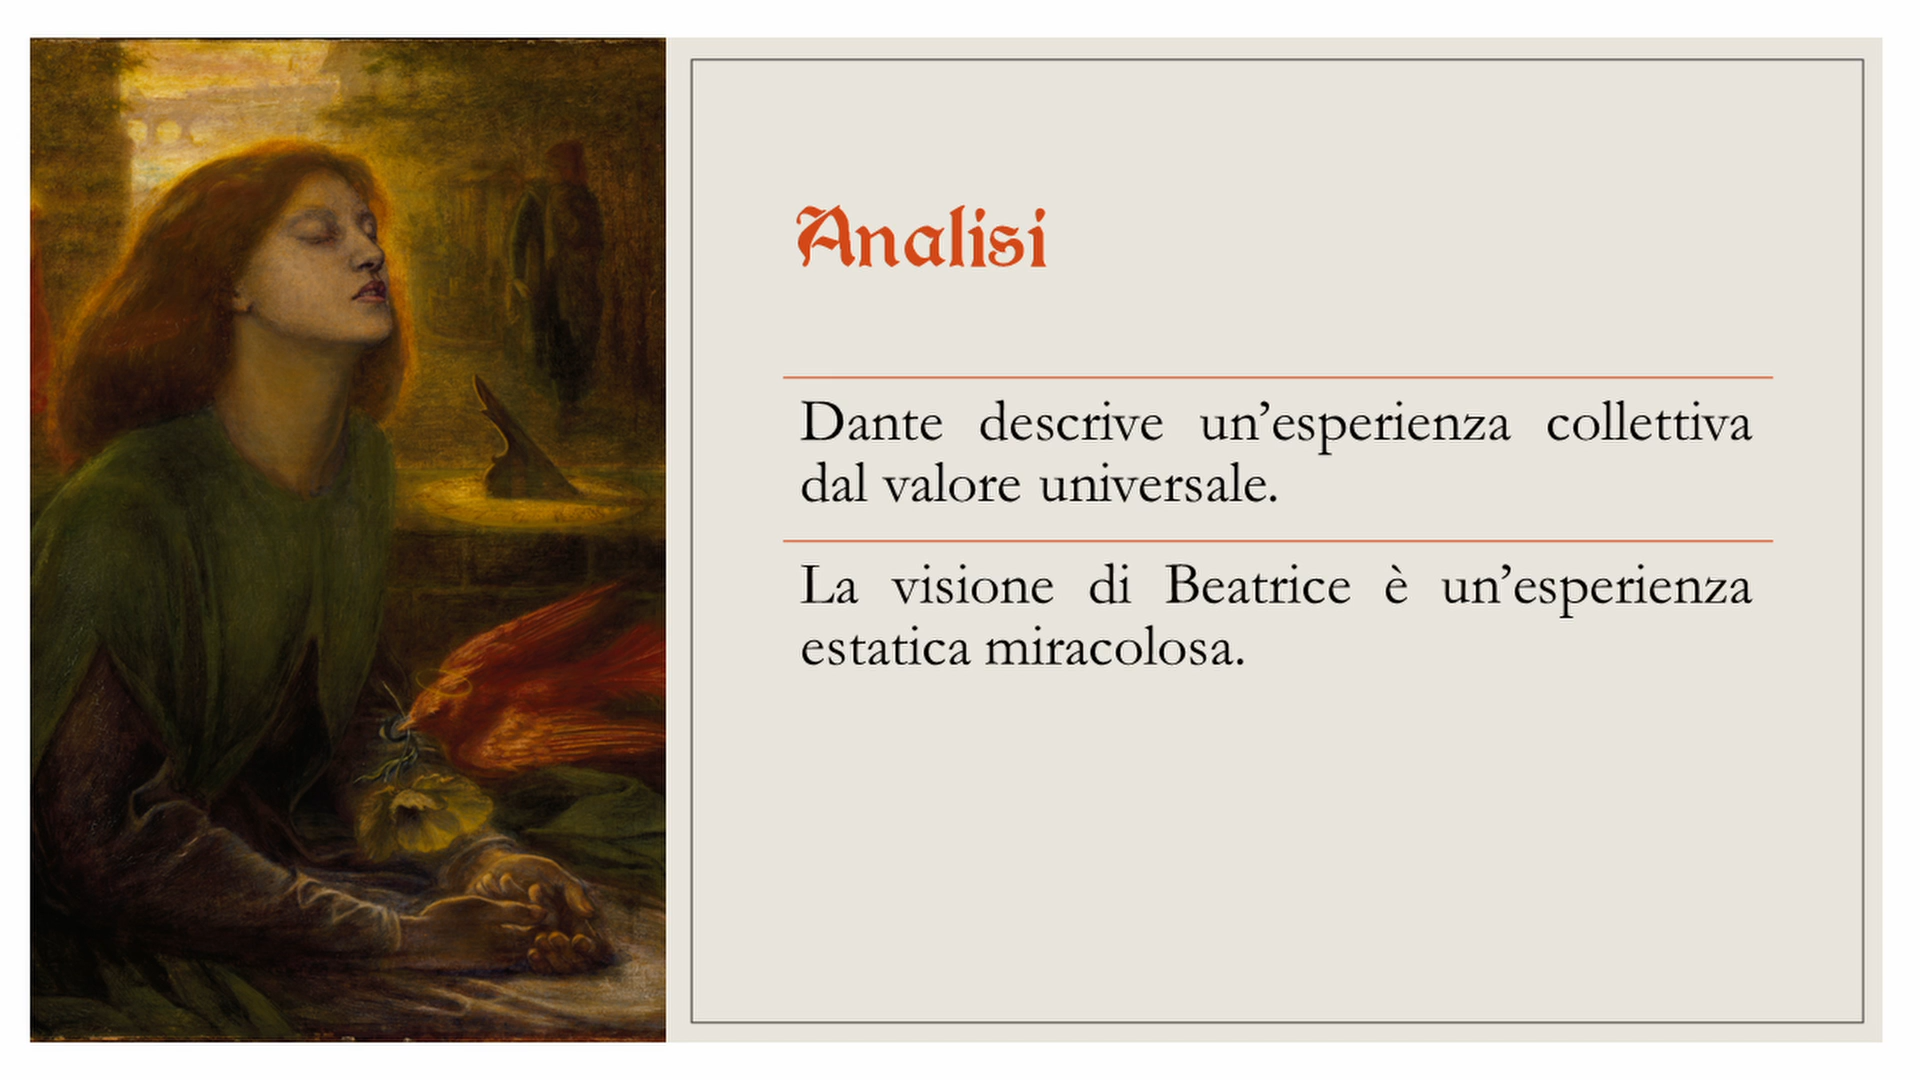 Analisi
Dante descrive un’esperienza collettiva
dal valore universale.
La visione di Beatrice è un’esperienza
estatica miracolosa.